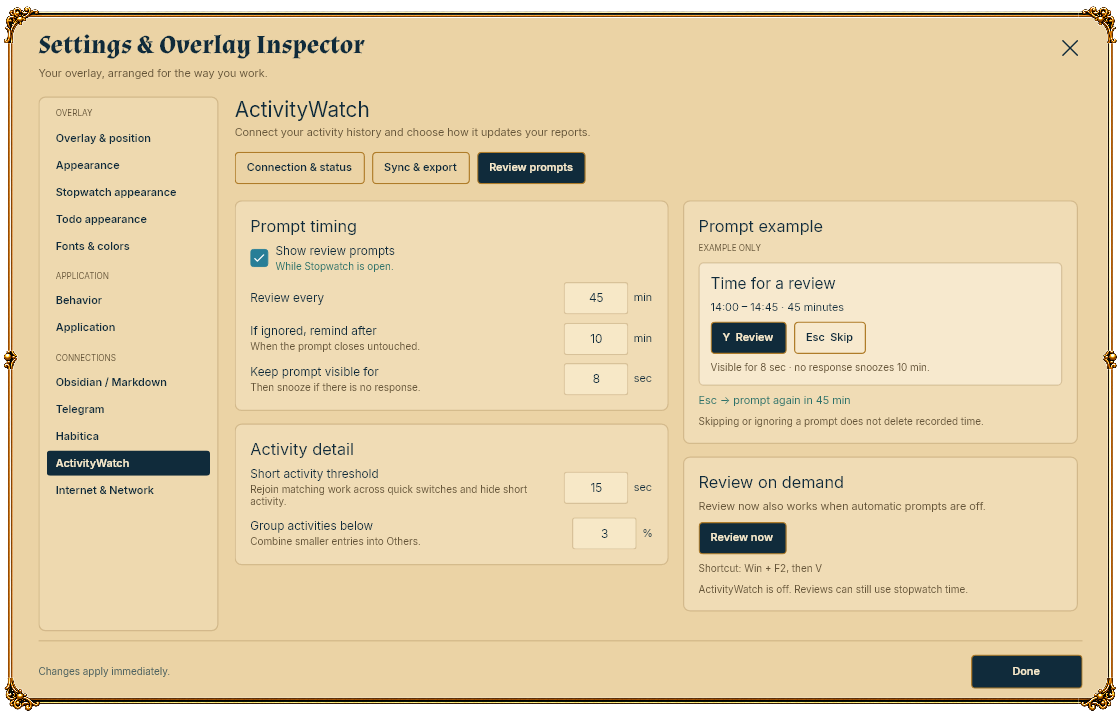 Settings & Overlay Inspector
Your overlay, arranged for the way you work.
OVERLAY
Overlay & position
Appearance
Stopwatch appearance
Todo appearance
Fonts & colors
APPLICATION
Behavior
Application
CONNECTIONS
Obsidian / Markdown
Telegram
Habitica
ActivityWatch
Internet & Network
ActivityWatch
Connect your activity history and choose how it updates your reports.
Connection & status
Sync & export
Review prompts
Prompt timing
Show review prompts
While Stopwatch is open.
Review every
45 min
If ignored, remind after
When the prompt closes untouched.
10 min
Keep prompt visible for
Then snooze if there is no response.
8 sec
Activity detail
Short activity threshold
Rejoin matching work across quick switches and hide short
activity.
15 sec
Group activities below
Combine smaller entries into Others.
3 %
Prompt example
EXAMPLE ONLY
Time for a review
14:00 – 14:45 · 45 minutes
Y Review
Esc Skip
Visible for 8 sec · no response snoozes 10 min.
Esc → prompt again in 45 min
Skipping or ignoring a prompt does not delete recorded time.
Review on demand
Review now also works when automatic prompts are off.
Review now
Shortcut: Win + F2, then V
ActivityWatch is off. Reviews can still use stopwatch time.
Changes apply immediately.
Done